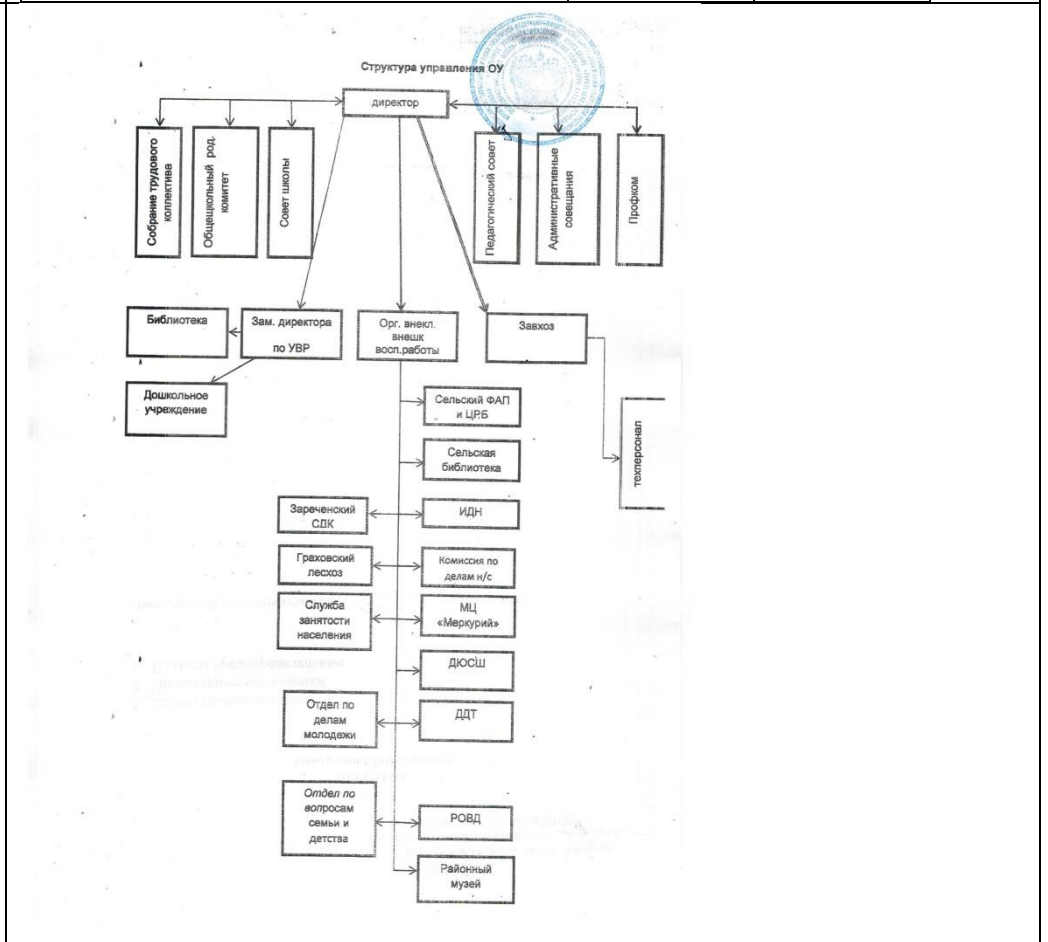 Структура управления ОУ
директор
Собрание трудового
коллектива
Общещкольный род.
комитет
Совет школы
Педагогический совет
Административные
совещания
Профком
Библиотека
Зам. директора
по УВР
Орг. внекл.
внешк
восп.работы
Завхоз
Дошкольное
учреждение
Сельский ФАП
и ЦРБ
техперсонал
Сельская
библиотека
Зареченский
СДК
ИДН
Граховский
лесхоз
Комиссия по
делам н/с
Служба
занятости
населения
МЦ
«Меркурий»
ДЮСШ
Отдел по
делам
молодежи
ДДТ
Отдел по
вопросам
семьи и
детства
РОВД
Районный
музей